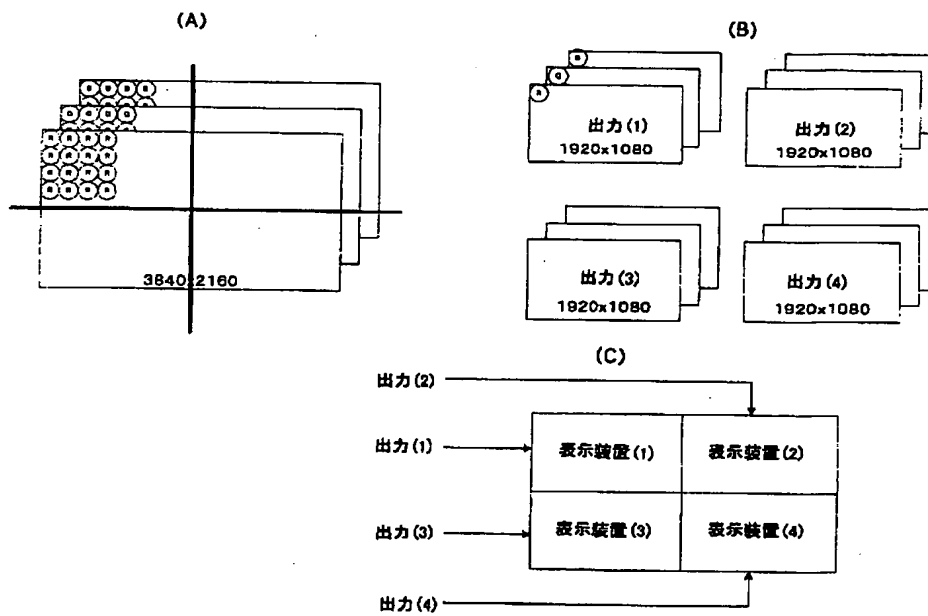 (A)
3840x2160
(B)
出力(1)
1920x1080
出力(2)
1920x1080
出力(3)
1920x1080
出力(4)
1920x1080
(C)
出力(2)
出力(1)
出力(3)
出力(4)
表示装置(1)
表示装置(2)
表示装置(3)
表示装置(4)